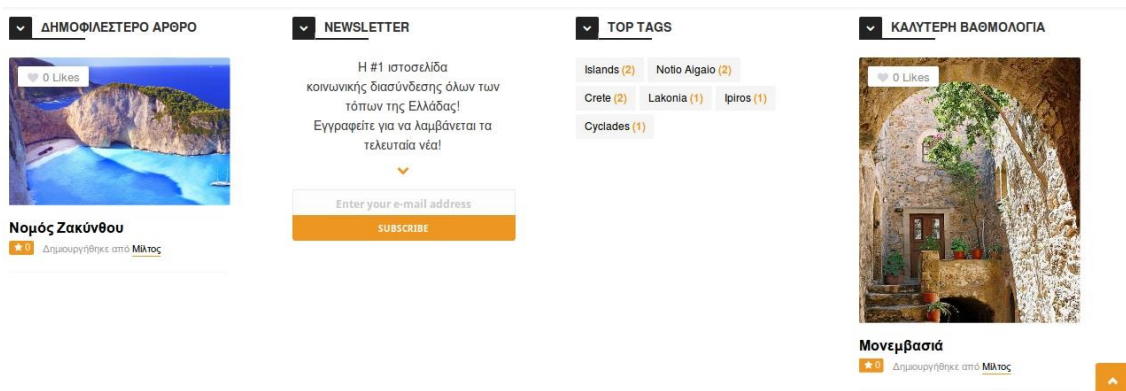 ΔΗΜΟΦΙΛΕΣΤΕΡΟ ΑΡΘΡΟ
0 Likes
Νομός Ζακύνθου
0 Δημιουργήθηκε από Μίλτος
NEWSLETTER
Η #1 ιστοσελίδα
κοινωνικής διασύνδεσης όλων των
τόπων της Ελλάδας!
Εγγραφείτε για να λαμβάνεται τα
τελευταία νέα!
Enter your e-mail address
SUBSCRIBE
TOP TAGS
Islands (2) Notio Aigaio (2)
Crete (2) Lakonia (1) Ipiros (1)
Cyclades (1)
ΚΑΛΥΤΕΡΗ ΒΑΘΜΟΛΟΓΙΑ
0 Likes
Μονεμβασιά
0 Δημιουργήθηκε από Μίλτος